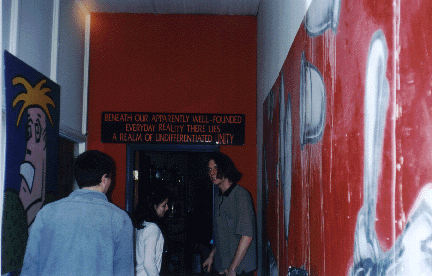 BENEATH OUR APPARENTLY WELL-FOUNDED
EVERYDAY REALITY THERE LIES
A REALM OF UNDIFFERENTIATED UNITY